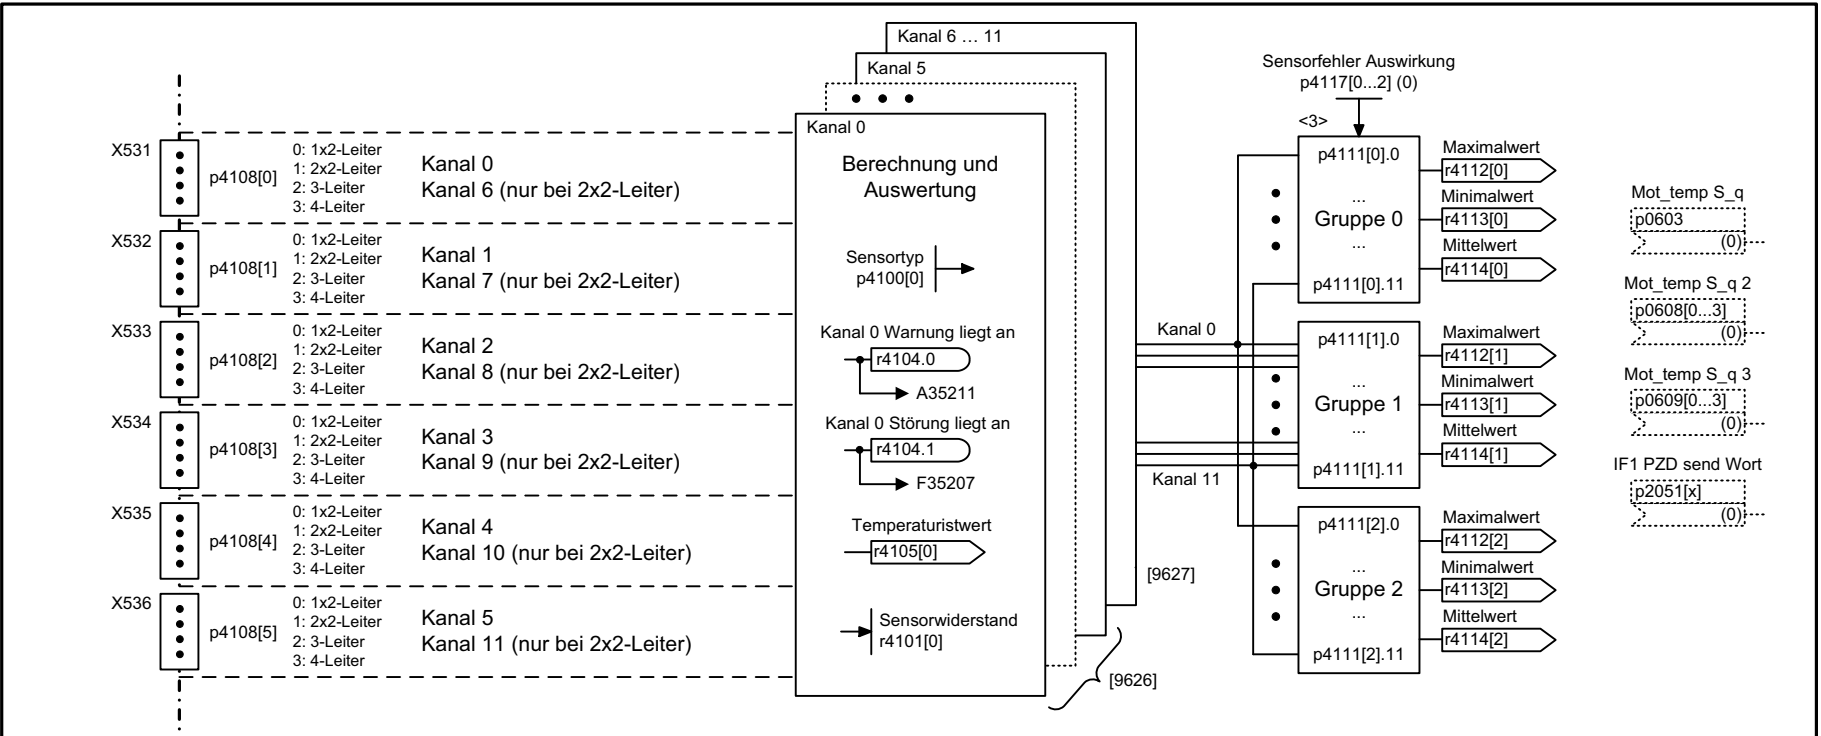 Kanal 6 … 11
Kanal 5
Kanal 0
Berechnung und
Auswertung
Sensortyp
p4100[0]
Kanal 0 Warnung liegt an
r4104.0
A35211
Kanal 0 Störung liegt an
r4104.1
F35207
Temperaturistwert
r4105[0]
Sensorwiderstand
r4101[0]
X531
p4108[0]
0: 1x2-Leiter
1: 2x2-Leiter
2: 3-Leiter
3: 4-Leiter
Kanal 0
Kanal 6 (nur bei 2x2-Leiter)
X532
p4108[1]
0: 1x2-Leiter
1: 2x2-Leiter
2: 3-Leiter
3: 4-Leiter
Kanal 1
Kanal 7 (nur bei 2x2-Leiter)
X533
p4108[2]
0: 1x2-Leiter
1: 2x2-Leiter
2: 3-Leiter
3: 4-Leiter
Kanal 2
Kanal 8 (nur bei 2x2-Leiter)
X534
p4108[3]
0: 1x2-Leiter
1: 2x2-Leiter
2: 3-Leiter
3: 4-Leiter
Kanal 3
Kanal 9 (nur bei 2x2-Leiter)
X535
p4108[4]
0: 1x2-Leiter
1: 2x2-Leiter
2: 3-Leiter
3: 4-Leiter
Kanal 4
Kanal 10 (nur bei 2x2-Leiter)
X536
p4108[5]
0: 1x2-Leiter
1: 2x2-Leiter
2: 3-Leiter
3: 4-Leiter
Kanal 5
Kanal 11 (nur bei 2x2-Leiter)
[9627]
[9626]
Kanal 0
Kanal 11
Sensorfehler Auswirkung
p4117[0...2] (0)
<3>
p4111[0].0
...
Gruppe 0
...
p4111[0].11
Maximalwert
r4112[0]
Minimalwert
r4113[0]
Mittelwert
r4114[0]
p4111[1].0
...
Gruppe 1
...
p4111[1].11
Maximalwert
r4112[1]
Minimalwert
r4113[1]
Mittelwert
r4114[1]
p4111[2].0
...
Gruppe 2
...
p4111[2].11
Maximalwert
r4112[2]
Minimalwert
r4113[2]
Mittelwert
r4114[2]
Mot_temp S_q
p0603
(0)
Mot_temp S_q 2
p0608[0...3]
(0)
Mot_temp S_q 3
p0609[0...3]
(0)
IF1 PZD send Wort
p2051[x]
(0)